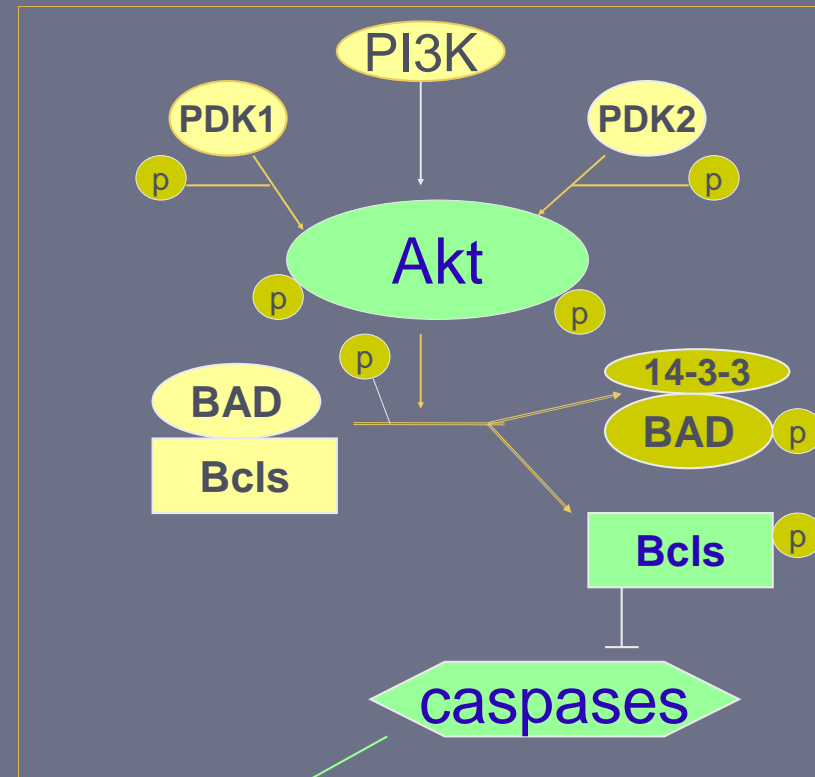 PI3K
PDK1
PDK2
p
p
Akt
p
p
p
BAD
Bcls
14-3-3
BAD
p
Bcls
p
caspases